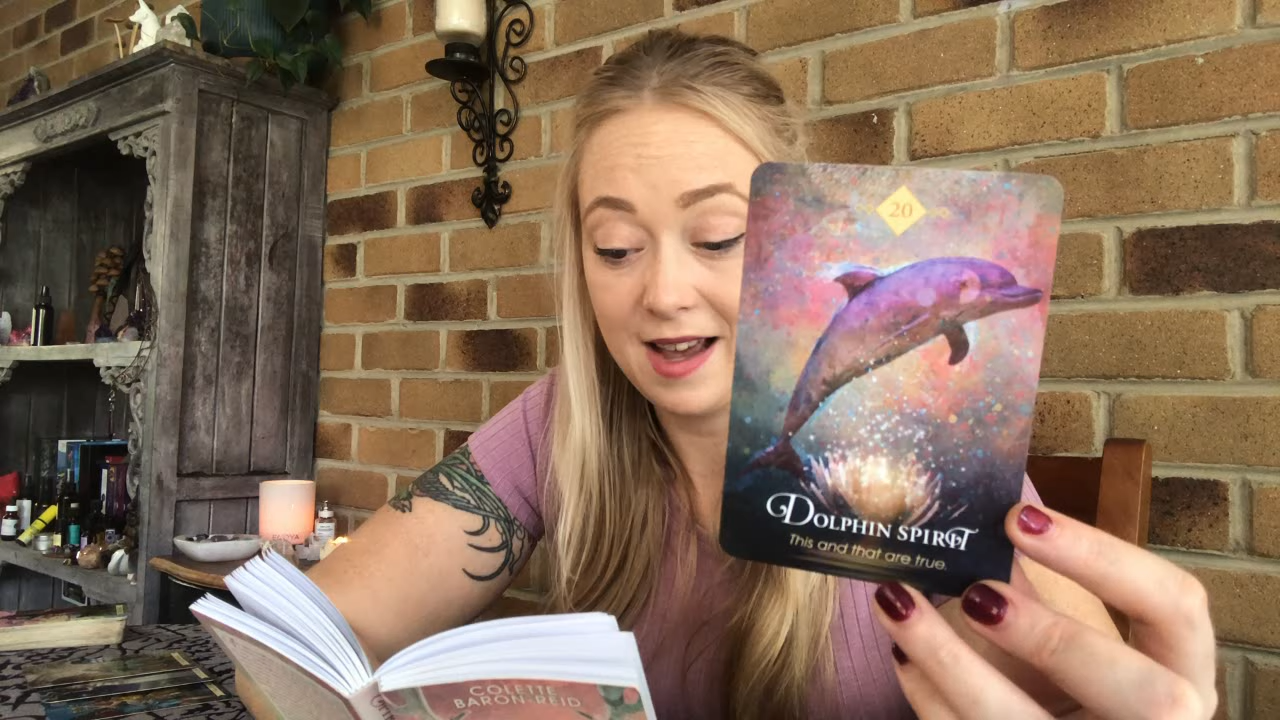 20
DOLPHIN SPIRIT
This and that are true.
COLETTE
BARON-REID